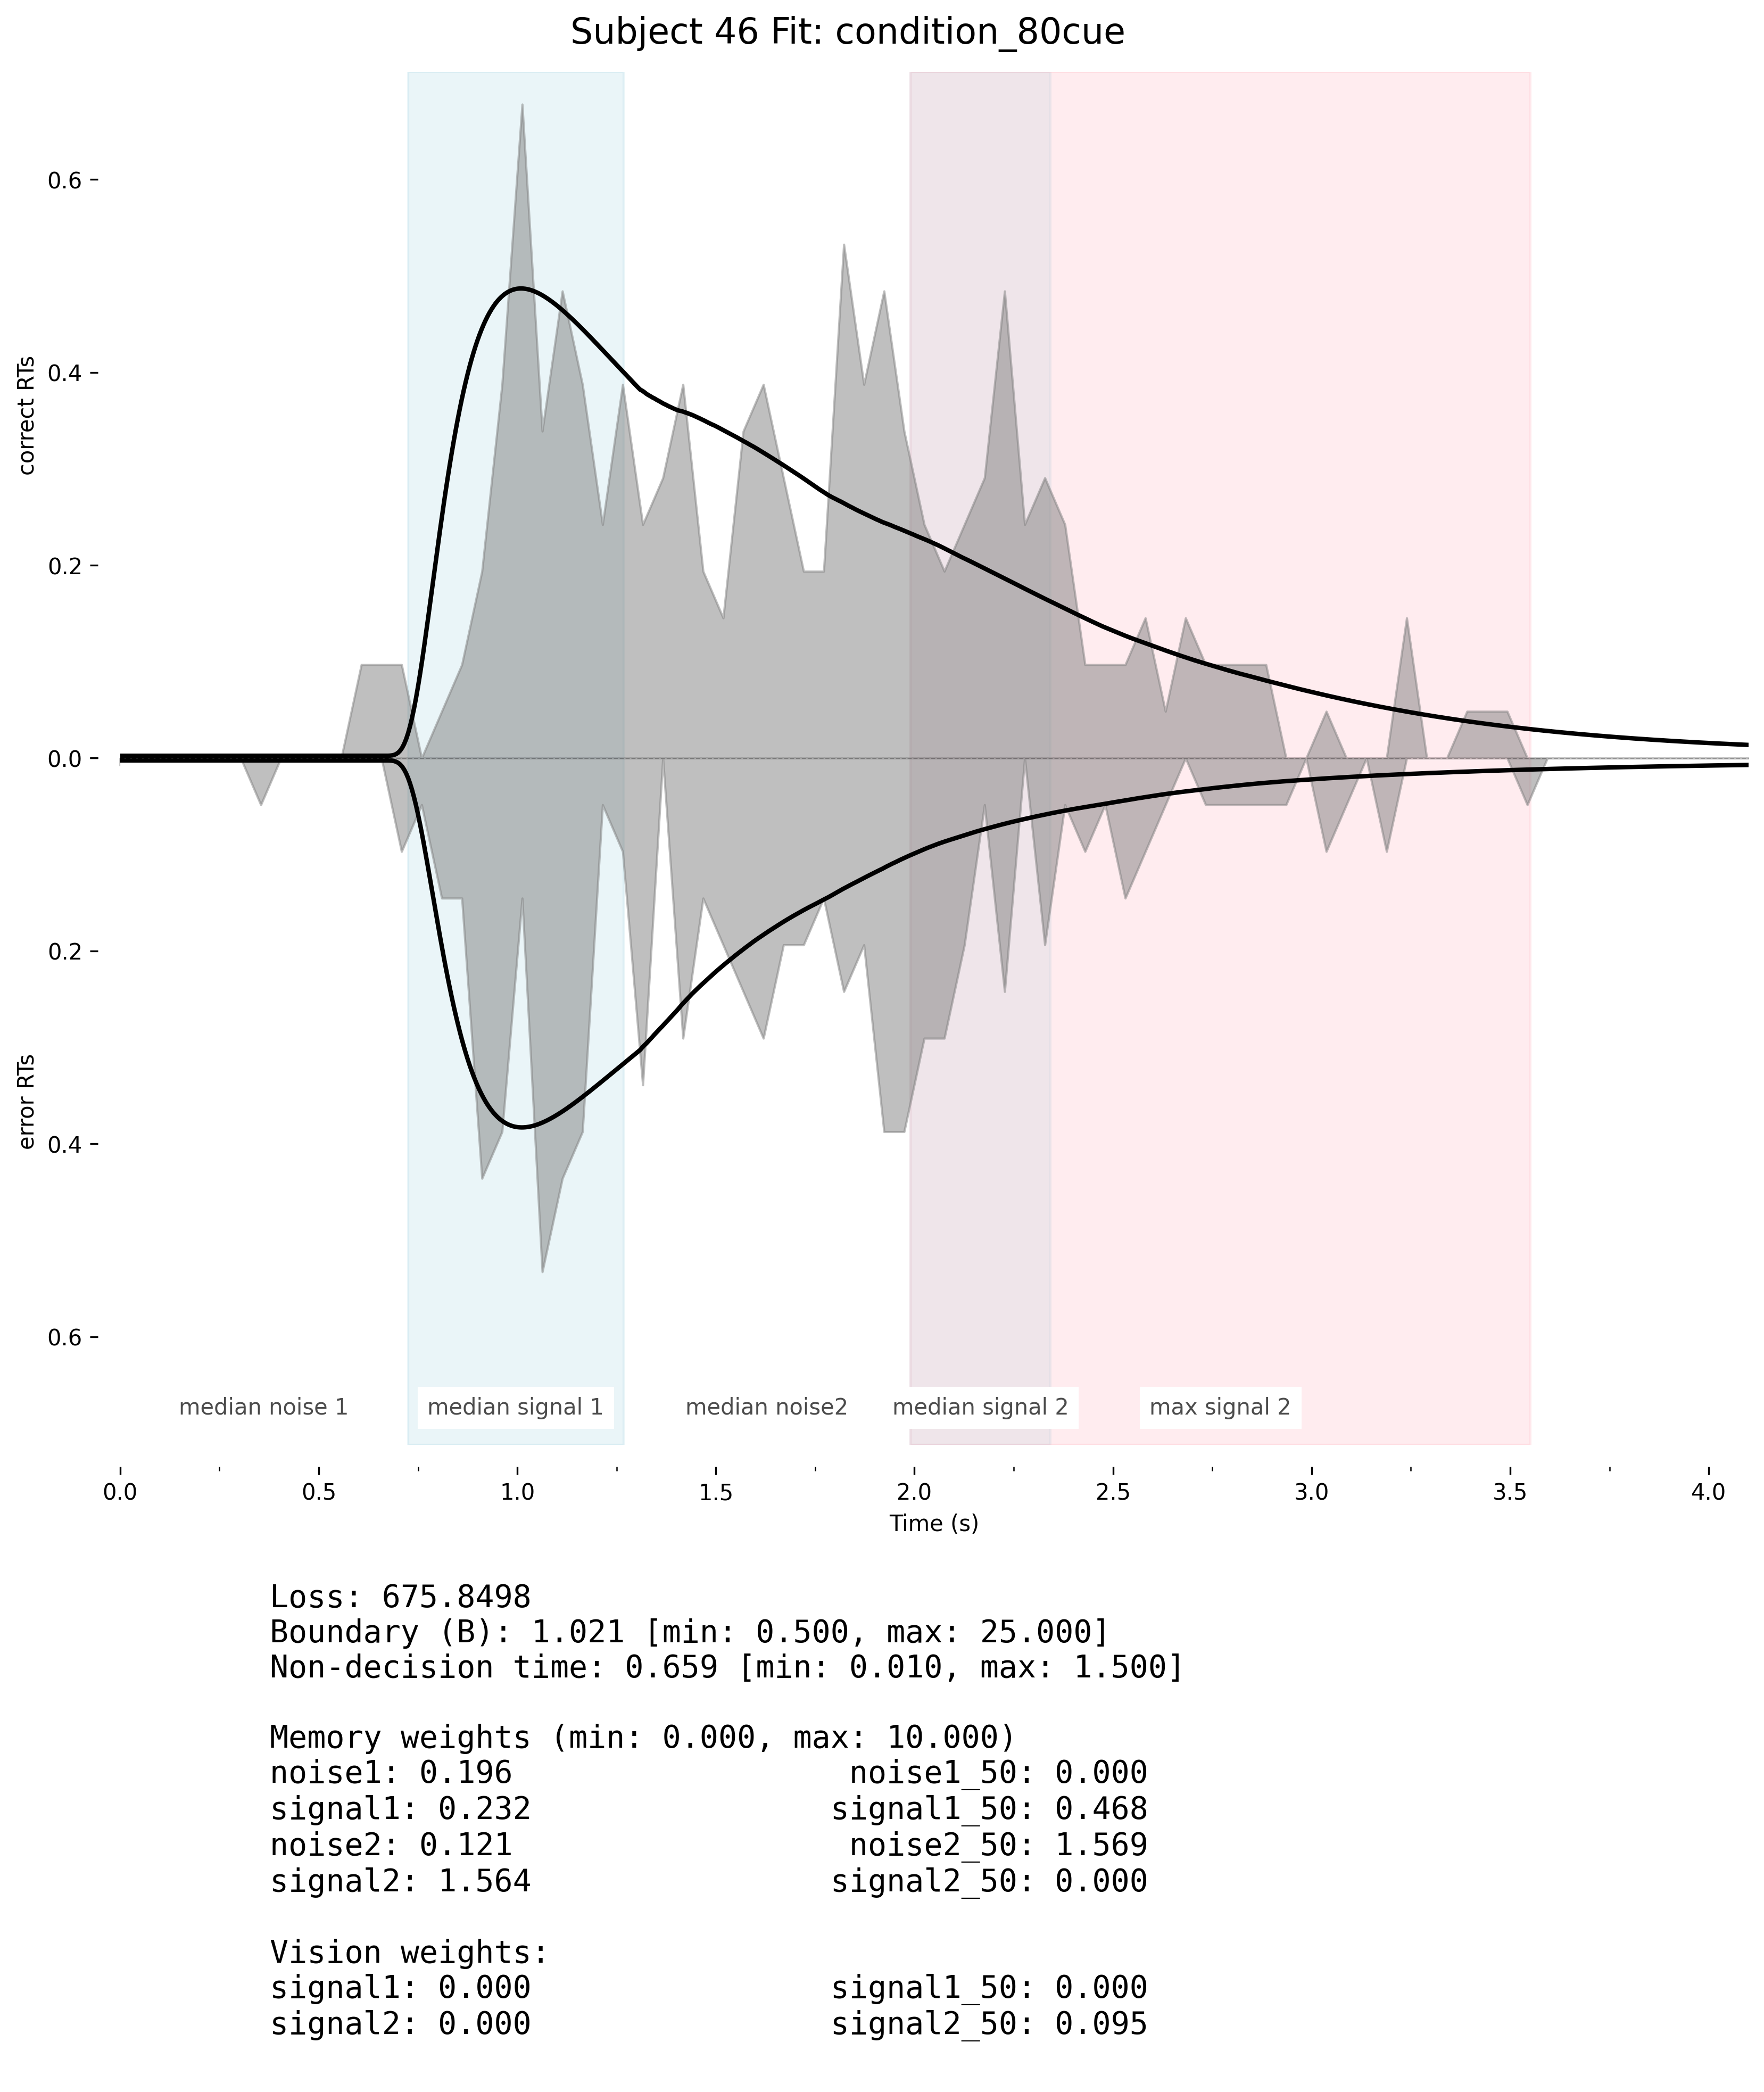 Subject 46 Fit: condition_80cue
0.6
0.4
correct RTs
0.2
0.0
0.2
error RTs
0.4
0.6
median noise 1
median signal 1
median noise2
median signal 2
max signal 2
0.0 0.5 1.0 1.5 2.0 2.5 3.0 3.5 4.0
Time (s)
Loss: 675.8498
Boundary (B): 1.021 [min: 0.500, max: 25.000]
Non-decision time: 0.659 [min: 0.010, max: 1.500]
Memory weights (min: 0.000, max: 10.000)
noise1: 0.196 noise1_50: 0.000
signal1: 0.232 signal1_50: 0.468
noise2: 0.121 noise2_50: 1.569
signal2: 1.564 signal2_50: 0.000
Vision weights:
signal1: 0.000 signal1_50: 0.000
signal2: 0.000 signal2_50: 0.095